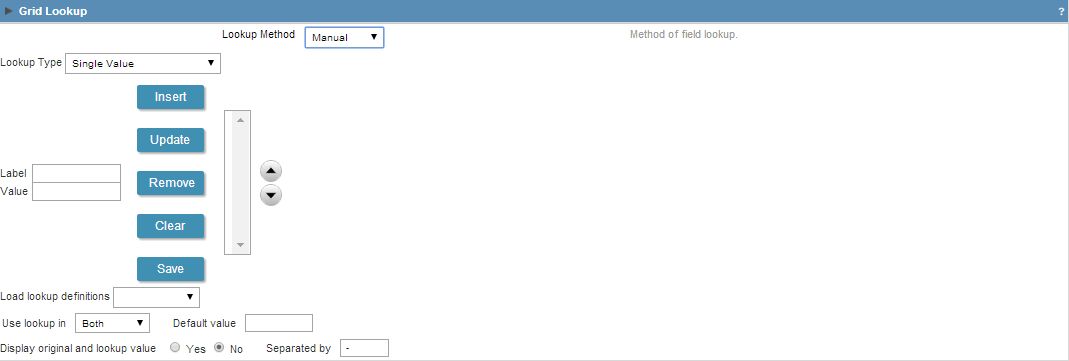 Grid Lookup ?
Lookup Method Manual Method of field lookup.
Lookup Type Single Value
Insert
Update
Label
Remove
Value
Clear
Save
Load lookup definitions
Use lookup in Both Default value
Display original and lookup value Yes No Separated by -